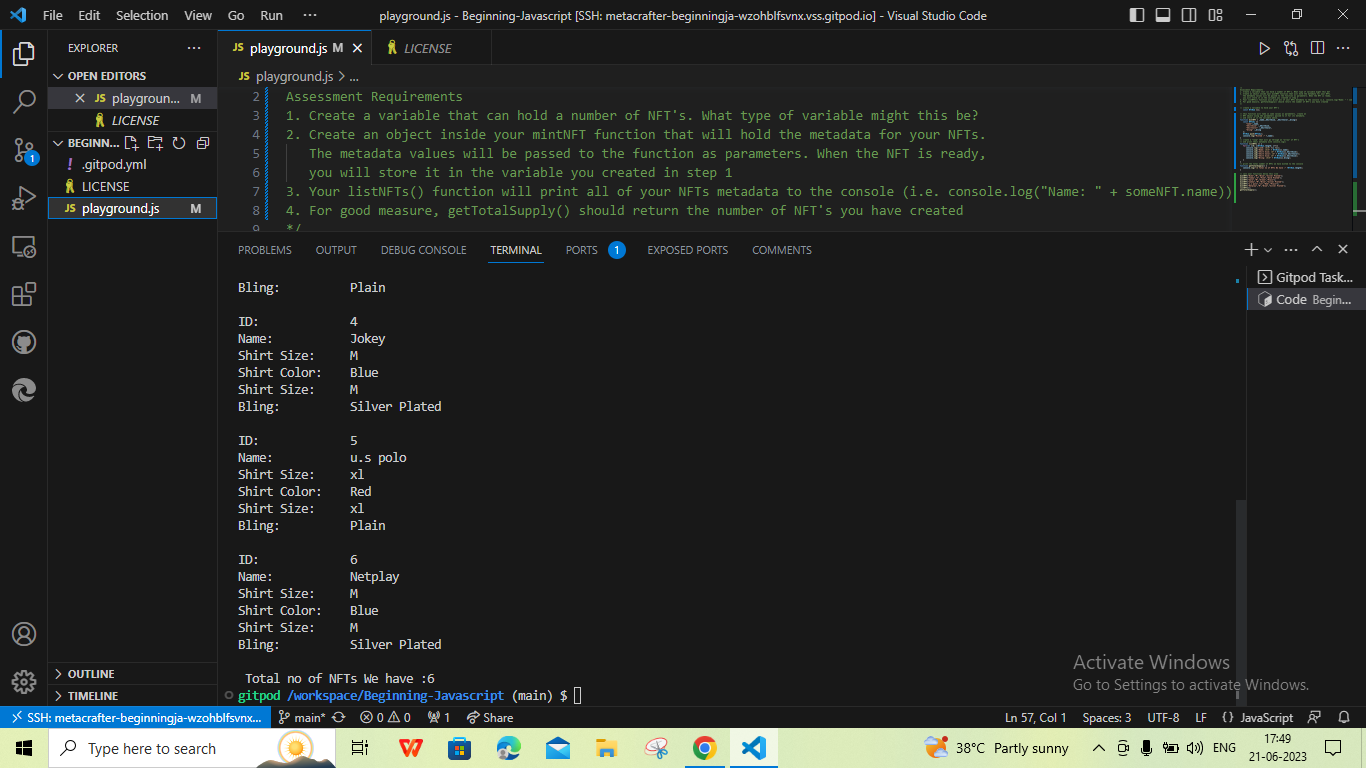 File Edit Selection View Go Run ··· playground.js - Beginning-Javascript [SSH: metacrafter-beginningja-wzohblfsvnx.vss.gitpod.io] - Visual Studio Code
EXPLORER ···
JS playground.js M
LICENSE
OPEN EDITORS
JS playgroun... M
LICENSE
BEGINN...
! .gitpod.yml
LICENSE
JS playground.js M
OUTLINE
TIMELINE
1
JS playground.js > ...
2 Assessment Requirements
3 1. Create a variable that can hold a number of NFT's. What type of variable might this be?
4 2. Create an object inside your mintNFT function that will hold the metadata for your NFTs.
5 The metadata values will be passed to the function as parameters. When the NFT is ready,
6 you will store it in the variable you created in step 1
7 3. Your listNFTs() function will print all of your NFTs metadata to the console (i.e. console.log("Name: " + someNFT.name))
8 4. For good measure, getTotalSupply() should return the number of NFT's you have created
9 */
PROBLEMS OUTPUT DEBUG CONSOLE TERMINAL PORTS 1 EXPOSED PORTS COMMENTS
Gitpod Task...
Code Begin...
Bling: Plain
ID: 4
Name: Jokey
Shirt Size: M
Shirt Color: Blue
Shirt Size: M
Bling: Silver Plated
ID: 5
Name: u.s polo
Shirt Size: xl
Shirt Color: Red
Shirt Size: xl
Bling: Plain
ID: 6
Name: Netplay
Shirt Size: M
Shirt Color: Blue
Shirt Size: M
Bling: Silver Plated
Total no of NFTs We have :6
gitpod /workspace/Beginning-Javascript (main) $
Activate Windows
Go to Settings to activate Windows.
SSH: metacrafter-beginningja-wzohblfsvnx... main* 0 0 1 Share Ln 57, Col 1 Spaces: 3 UTF-8 LF {} JavaScript
Type here to search
W
38°C Partly sunny
ENG
17:49
21-06-2023